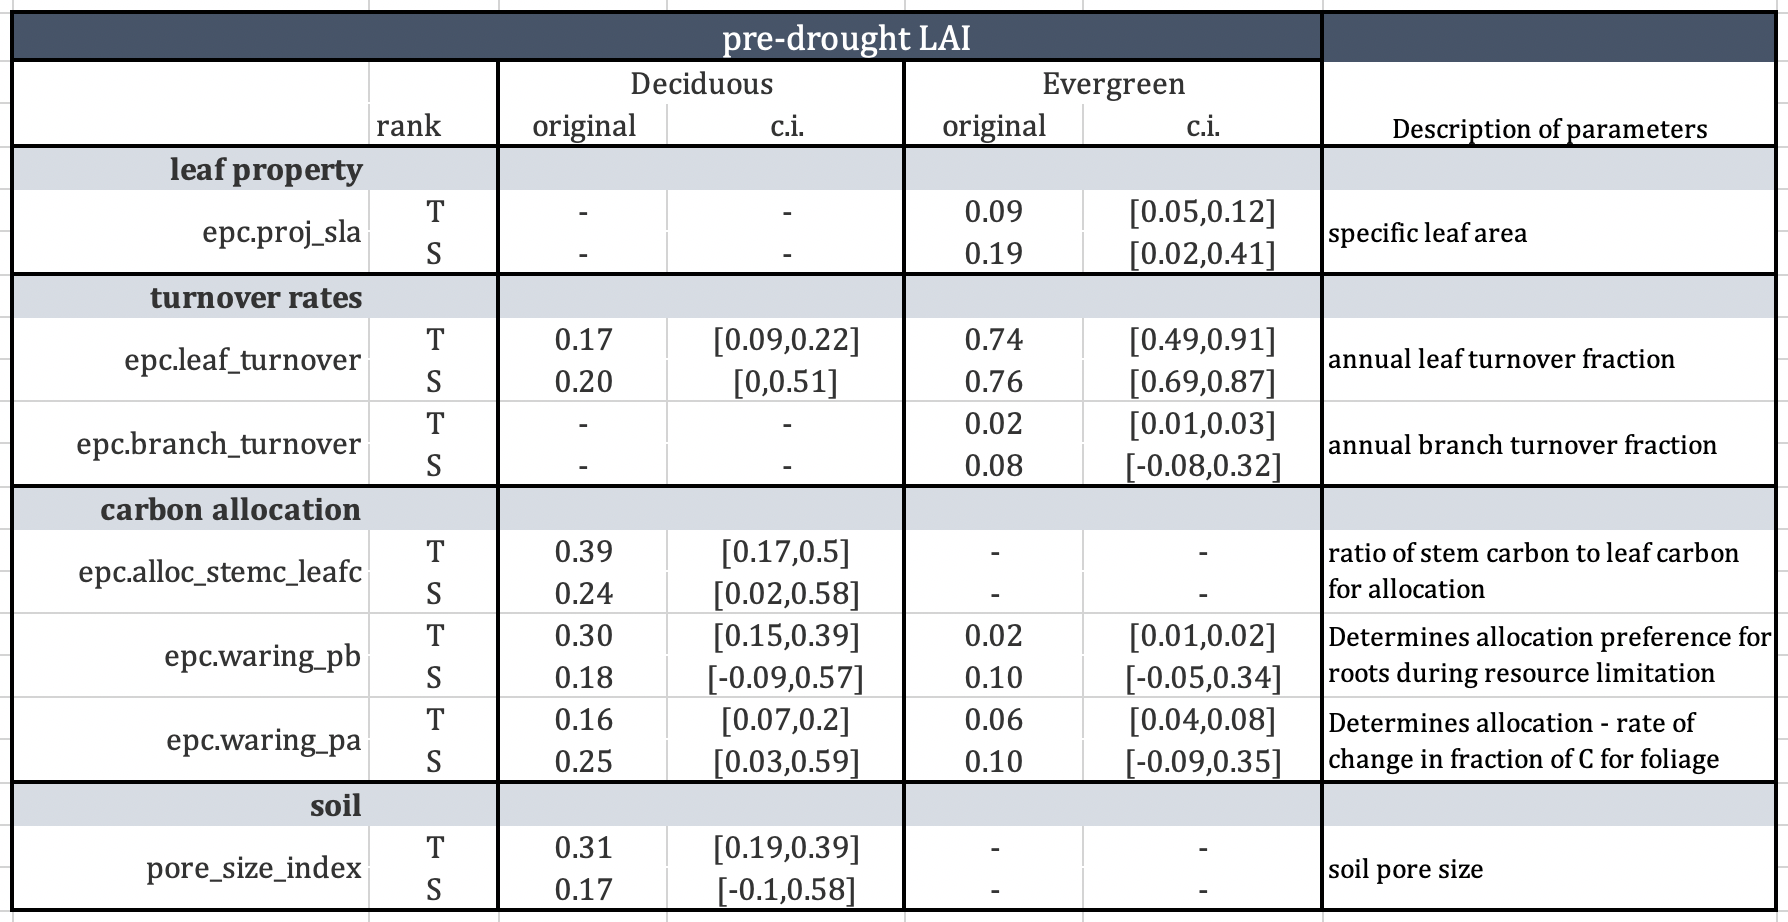 pre-drought LAI
Deciduous Evergreen
rank original c.i. original c.i. Description of parameters
leaf property
epc.proj_sla T - - 0.09 [0.05,0.12] specific leaf area
S - - 0.19 [0.02,0.41]
turnover rates
epc.leaf_turnover T 0.17 [0.09,0.22] 0.74 [0.49,0.91] annual leaf turnover fraction
S 0.20 [0,0.51] 0.76 [0.69,0.87]
epc.branch_turnover T - - 0.02 [0.01,0.03] annual branch turnover fraction
S - - 0.08 [-0.08,0.32]
carbon allocation
epc.alloc_stemc_leafc T 0.39 [0.17,0.5] - - ratio of stem carbon to leaf carbon
S 0.24 [0.02,0.58] - - for allocation
epc.waring_pb T 0.30 [0.15,0.39] 0.02 [0.01,0.02] Determines allocation preference for
S 0.18 [-0.09,0.57] 0.10 [-0.05,0.34] roots during resource limitation
epc.waring_pa T 0.16 [0.07,0.2] 0.06 [0.04,0.08] Determines allocation - rate of
S 0.25 [0.03,0.59] 0.10 [-0.09,0.35] change in fraction of C for foliage
soil
pore_size_index T 0.31 [0.19,0.39] - - soil pore size
S 0.17 [-0.1,0.58] - -